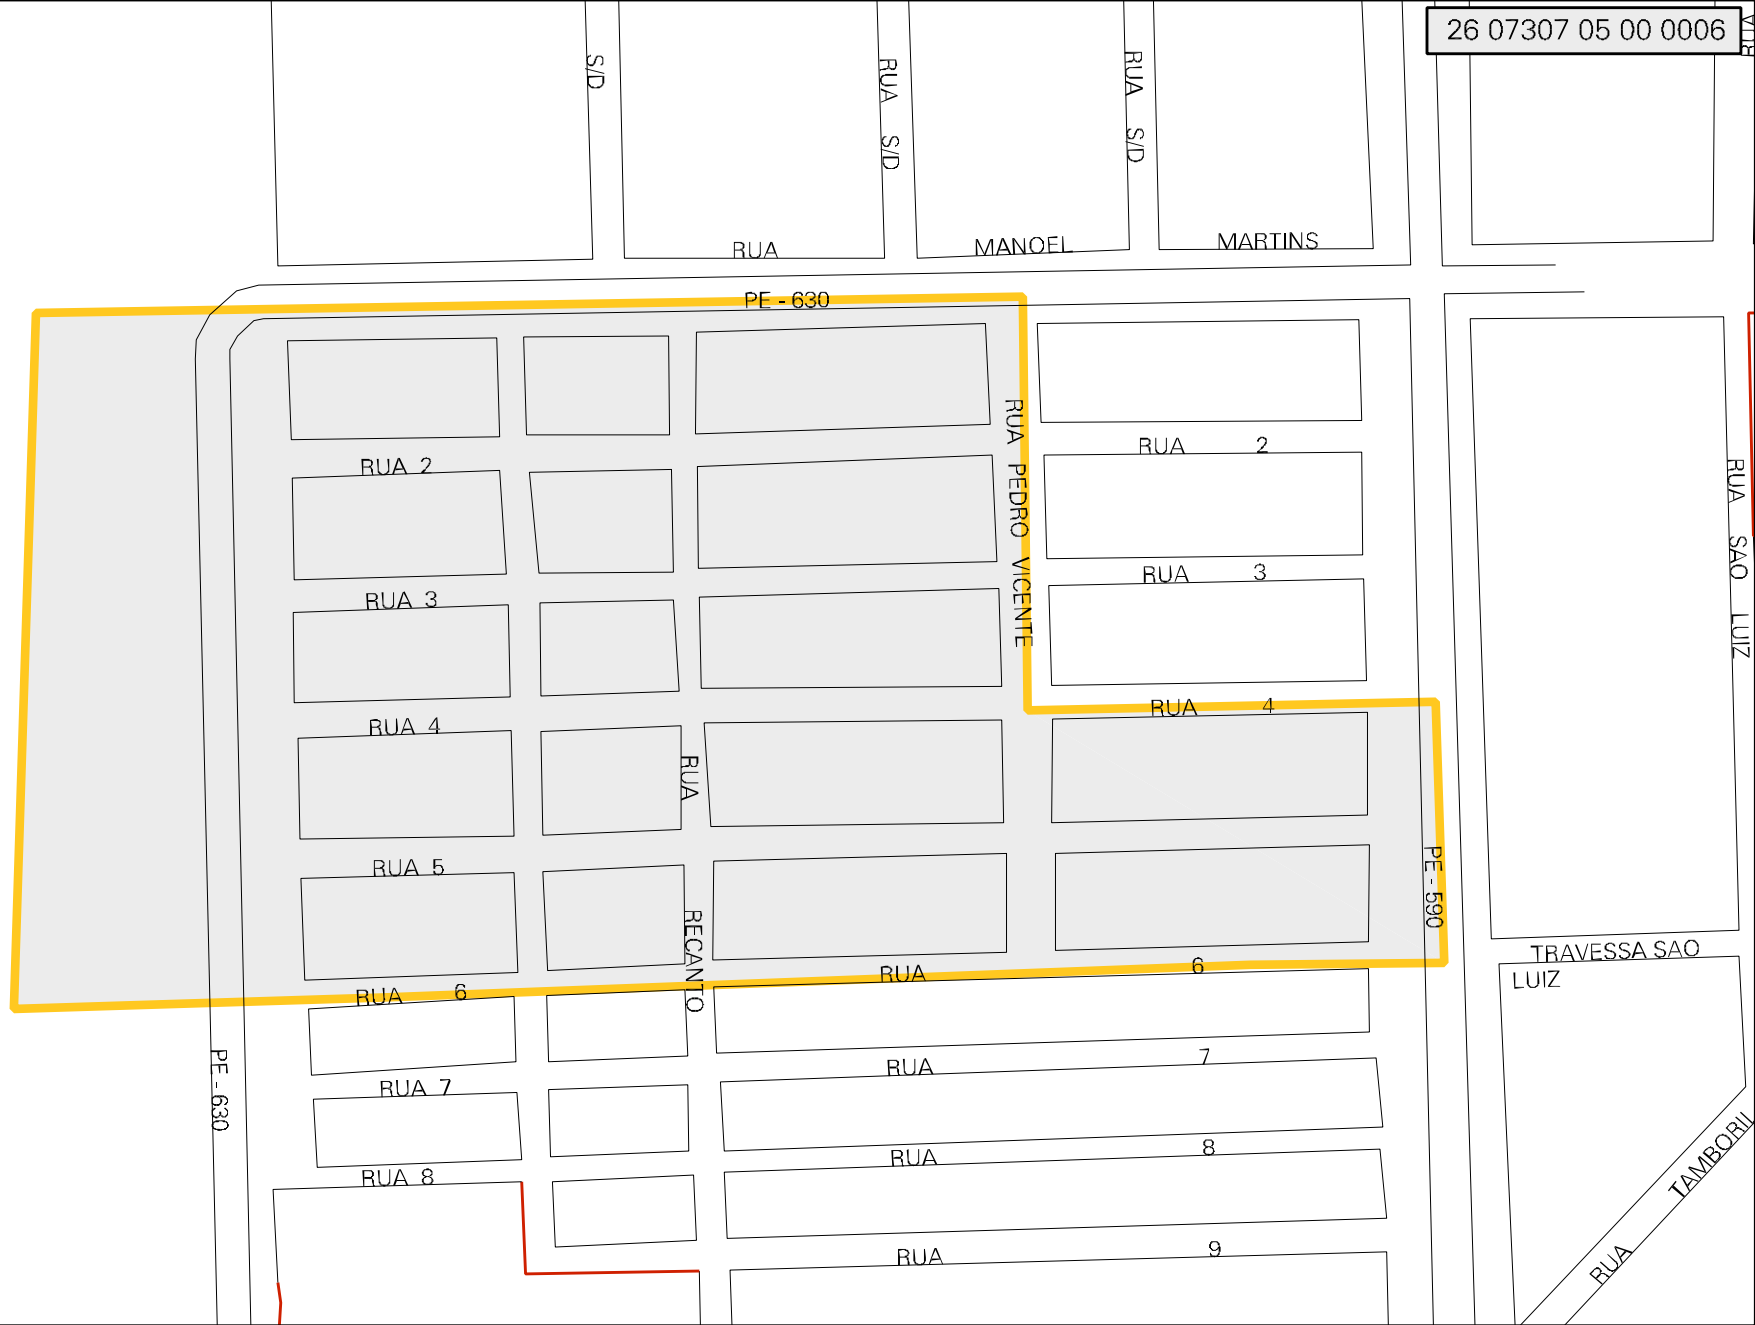 26 07307 05 00 0006
RUA
S/D
RUA S/D
RUA S/D
RUA MANOEL MARTINS
PE - 630
RUA 2
RUA 2
RUA PEDRO VICENTE
RUA SAO LUIZ
RUA 3
RUA 3
RUA 4
RUA 4
RUA RECANTO
RUA 5
PE - 590
TRAVESSA SAO
LUIZ
RUA 6
RUA 6
PE - 630
RUA 7
RUA 7
RUA 8
RUA 8
RUA TAMBORIL
RUA 9